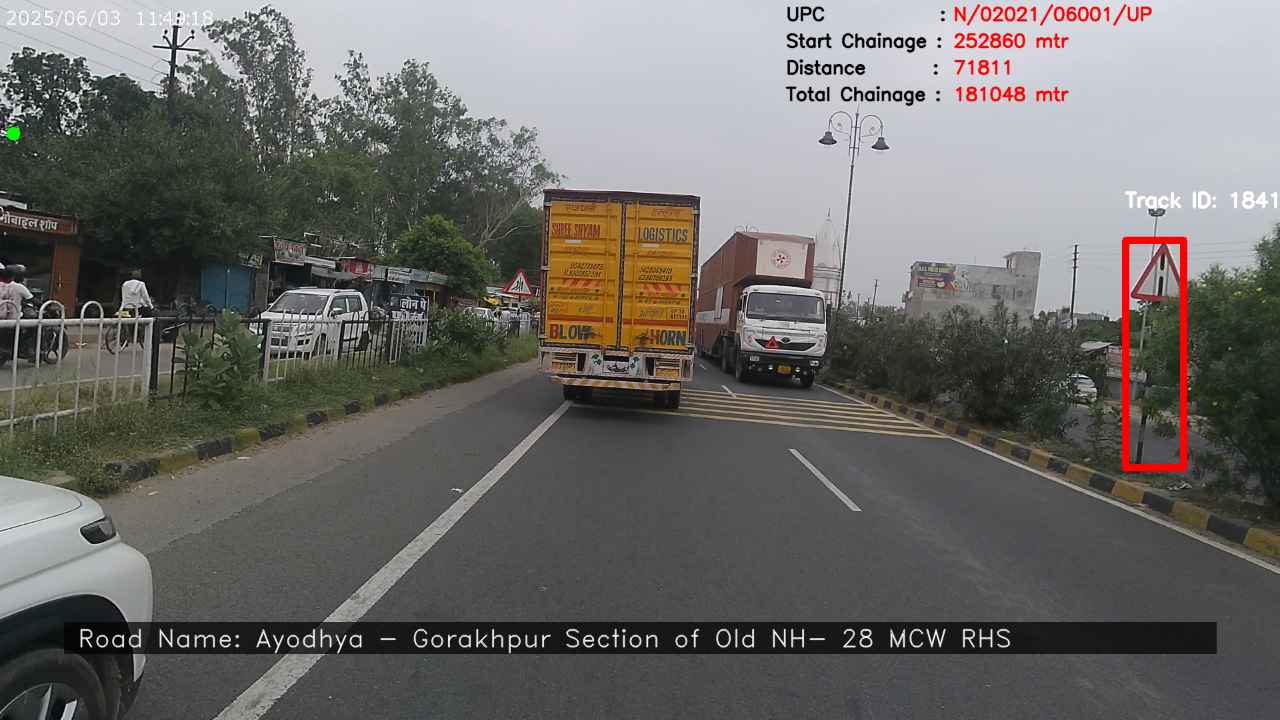 2025/06/03 11:49:18
UPC : N/02021/06001/UP
Start Chainage : 252860 mtr
Distance : 71811
Total Chainage : 181048 mtr
Track ID: 1841
मोबाइल शॉप
SHREE SHYAM
LOGISTICS
BLOW HORN
Road Name: Ayodhya - Gorakhpur Section of Old NH- 28 MCW RHS